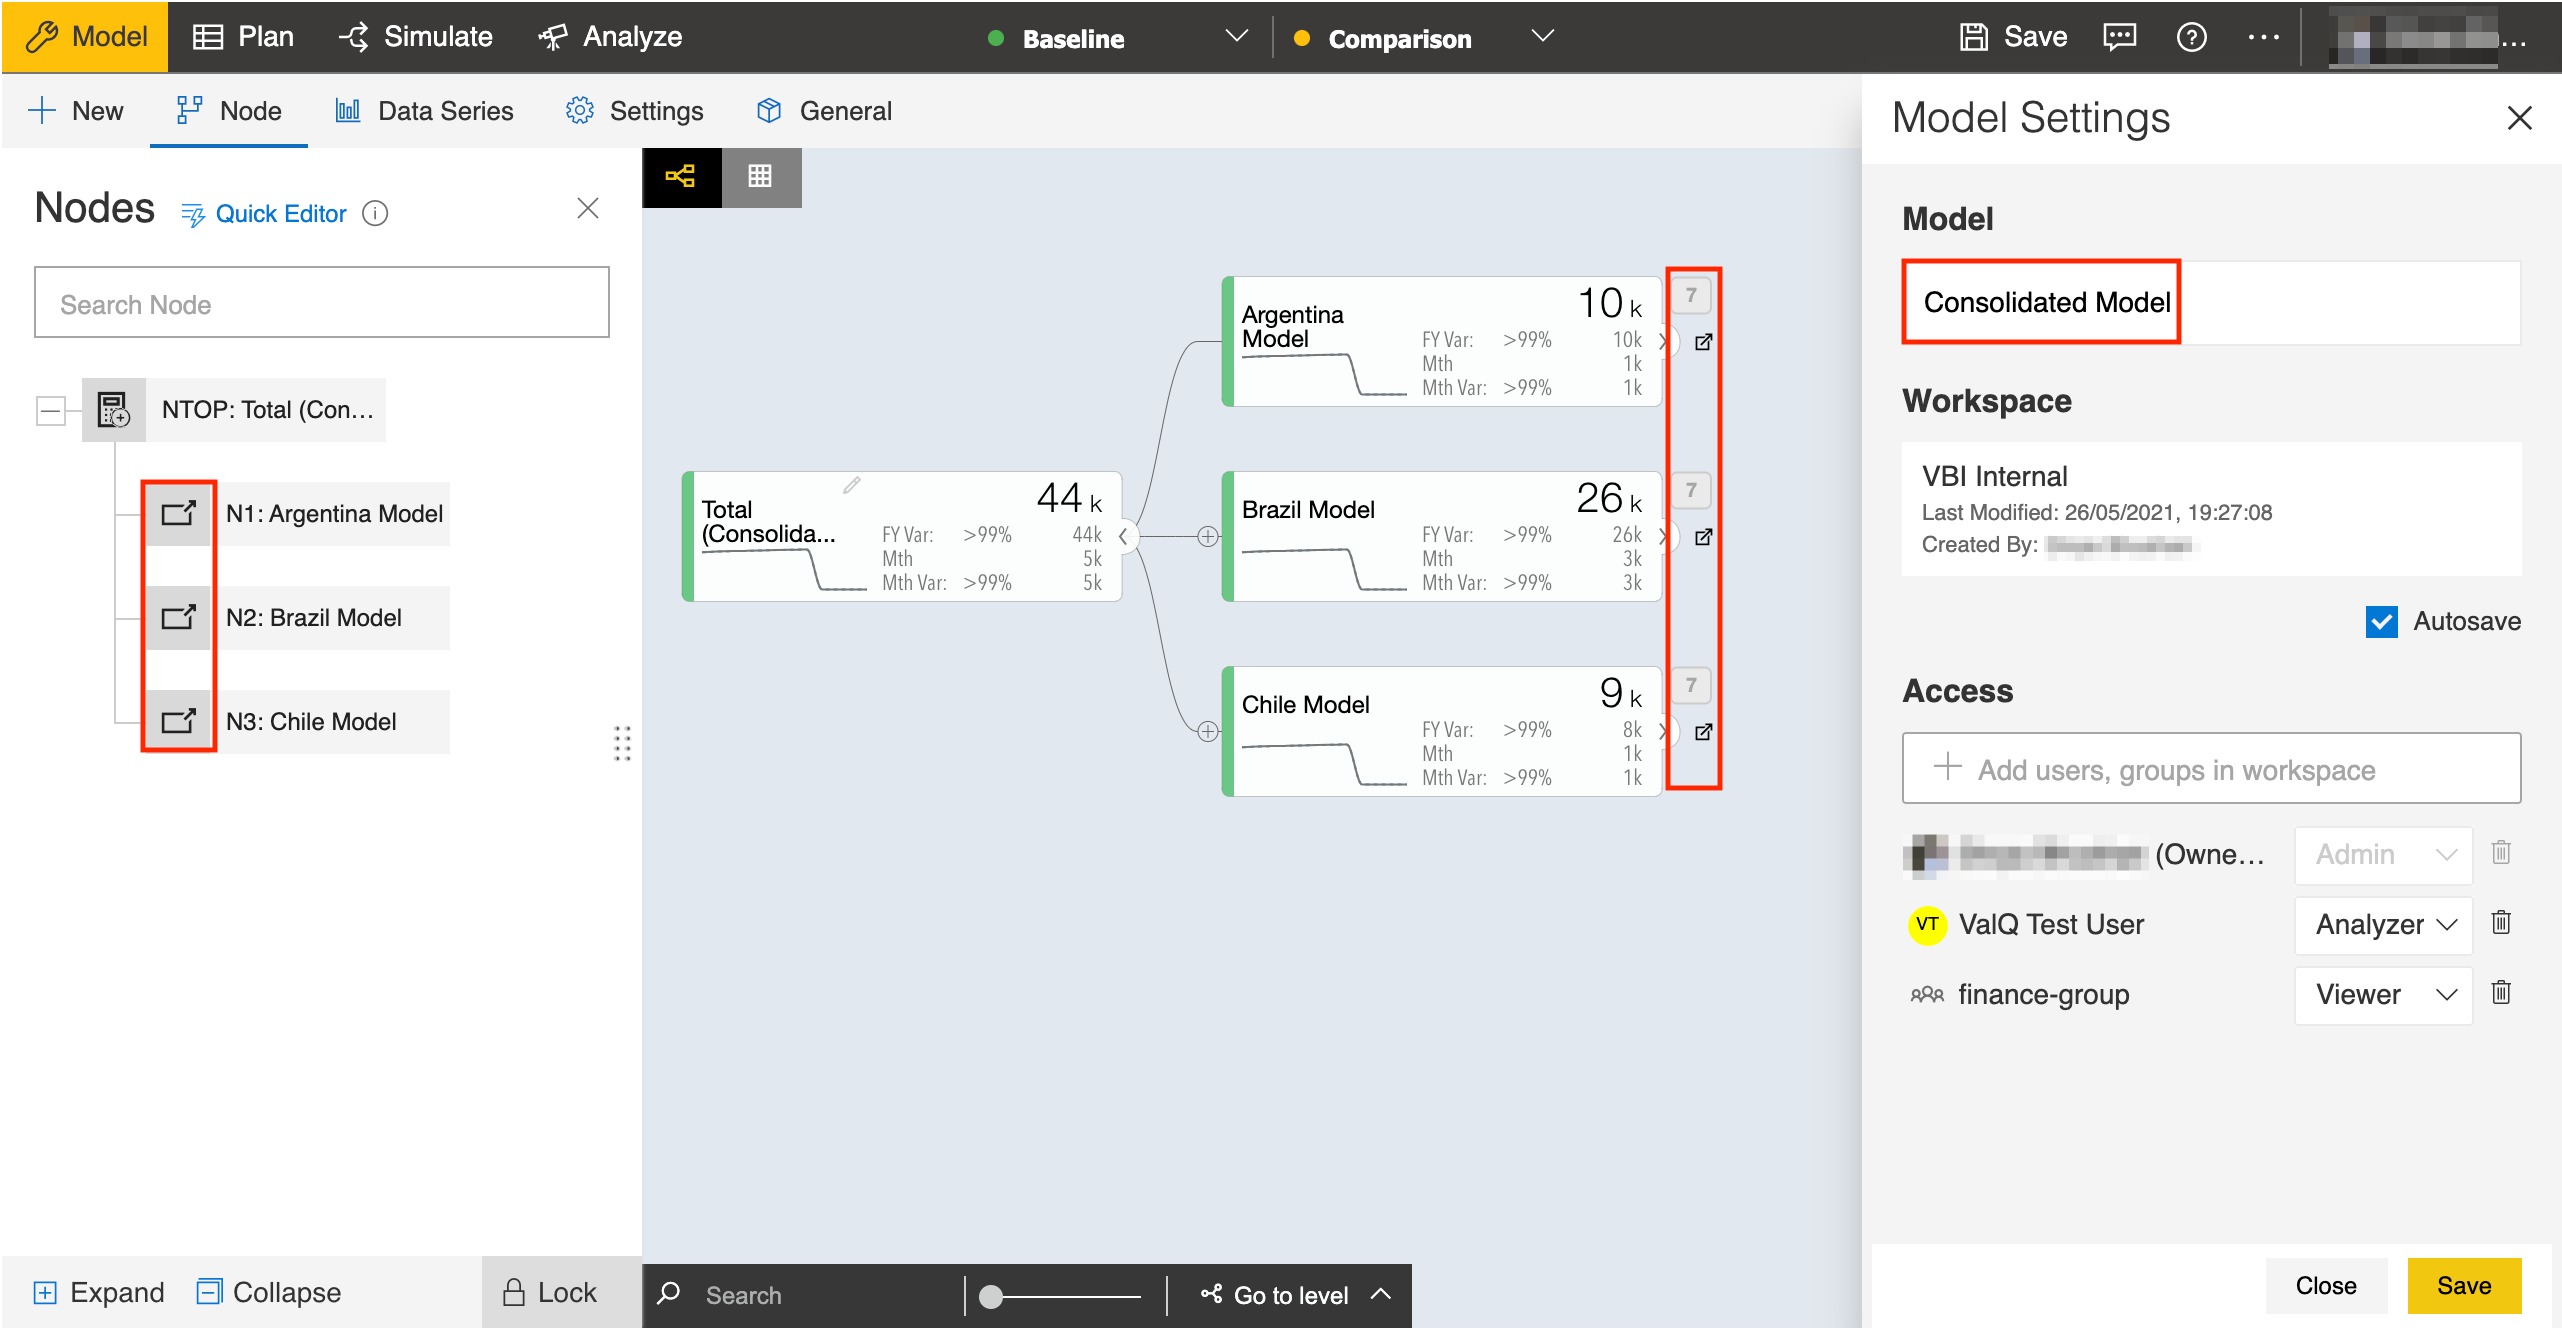 Model
Plan
Simulate
Analyze
Baseline
Comparison
Save
...
New
Node
Data Series
Settings
General
Nodes
Quick Editor
Search Node
NTOP: Total (Con...
N1: Argentina Model
N2: Brazil Model
N3: Chile Model
Expand
Collapse
Lock
Total
(Consolida...
44 k
FY Var: >99% 44k
Mth 5k
Mth Var: >99% 5k
Argentina
Model
10 k
FY Var: >99% 10k
Mth 1k
Mth Var: >99% 1k
7
Brazil Model
26 k
FY Var: >99% 26k
Mth 3k
Mth Var: >99% 3k
7
Chile Model
9 k
FY Var: >99% 8k
Mth 1k
Mth Var: >99% 1k
7
Search
Go to level
Model Settings
Model
Consolidated Model
Workspace
VBI Internal
Last Modified: 26/05/2021, 19:27:08
Created By:
Autosave
Access
Add users, groups in workspace
(Owne... Admin
VT ValQ Test User Analyzer
finance-group Viewer
Close
Save